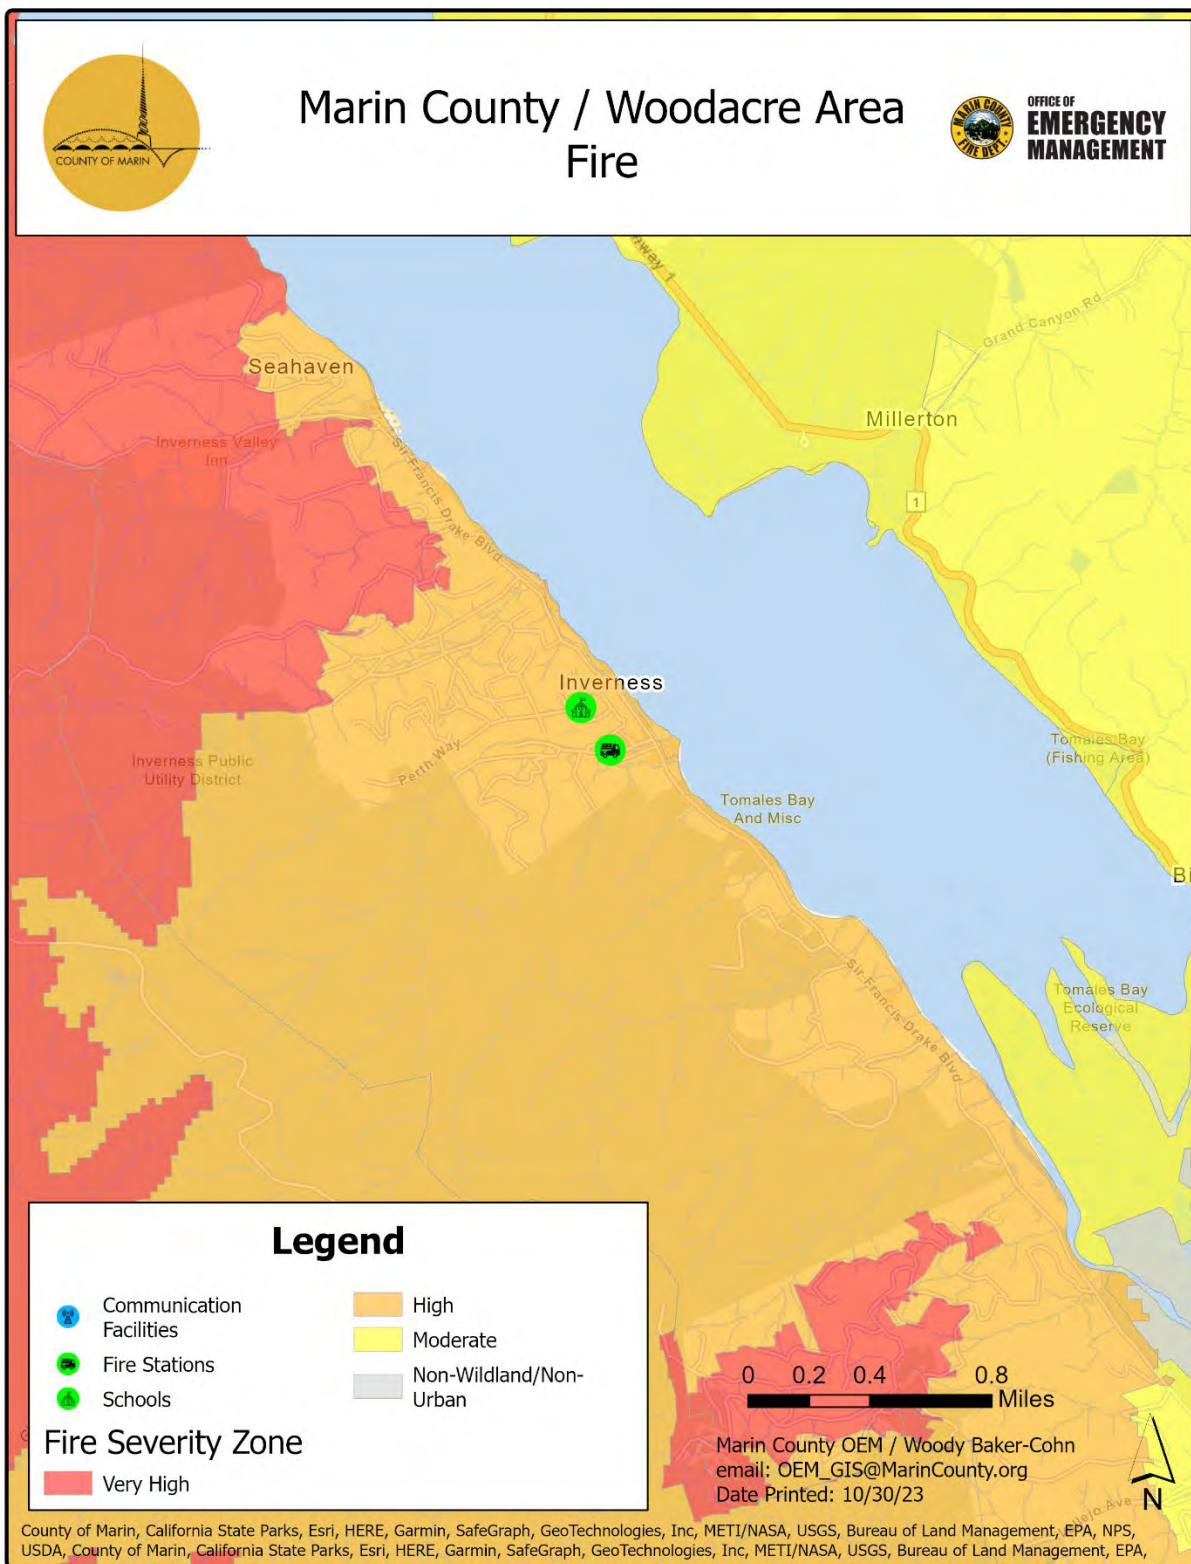 Marin County / Woodacre Area
Fire
COUNTY OF MARIN
MARIN COUNTY
FIRE DEPT.
OFFICE OF
EMERGENCY
MANAGEMENT
Grand Canyon Rd
Seahaven
Millerton
Inverness Valley
Inn
Sir Francis Drake Blvd
1
Inverness
Perth Way
Inverness Public
Utility District
Tomales Bay
(Fishing Area)
Tomales Bay
And Misc
Bi
Sir Francis Drake Blvd
Tomales Bay
Ecological
Reserve
Legend
Communication
Facilities
Fire Stations
Schools
Fire Severity Zone
Very High
High
Moderate
Non-Wildland/Non-
Urban
0 0.2 0.4 0.8
Miles
Marin County OEM / Woody Baker-Cohn
email: OEM_GIS@MarinCounty.org
Date Printed: 10/30/23
N
County of Marin, California State Parks, Esri, HERE, Garmin, SafeGraph, GeoTechnologies, Inc, METI/NASA, USGS, Bureau of Land Management, EPA, NPS,
USDA, County of Marin, California State Parks, Esri, HERE, Garmin, SafeGraph, GeoTechnologies, Inc, METI/NASA, USGS, Bureau of Land Management, EPA,